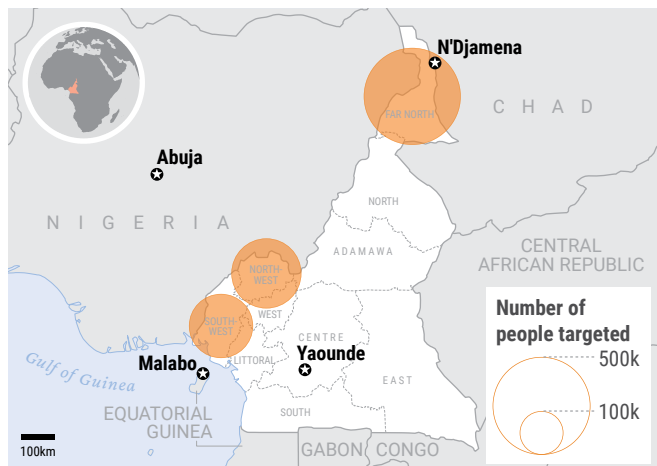 N'Djamena
CHAD
FAR NORTH
Abuja
NIGERIA
NORTH
ADAMAWA
CENTRAL
AFRICAN REPUBLIC
NORTH-
WEST
SOUTH-
WEST
WEST
CENTRE
LITTORAL
Yaounde
EAST
SOUTH
Malabo
Gulf of Guinea
EQUATORIAL
GUINEA
GABON
CONGO
100km
Number of
people targeted
500k
100k